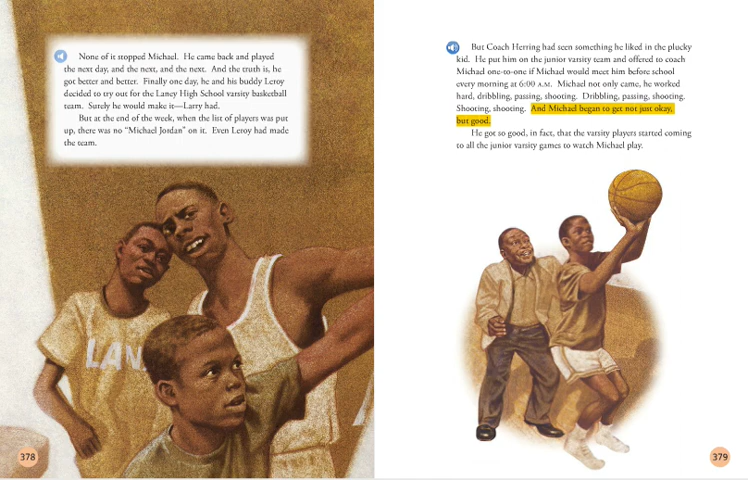 None of it stopped Michael. He came back and played
the next day, and the next, and the next. And the truth is, he
got better and better. Finally one day, he and his buddy Leroy
decided to try out for the Laney High School varsity basketball
team. Surely he would make it—Larry had.
But at the end of the week, when the list of players was put
up, there was no “Michael Jordan” on it. Even Leroy had made
the team.
LAN
378
But Coach Herring had seen something he liked in the plucky
kid. He put him on the junior varsity team and offered to coach
Michael one-to-one if Michael would meet him before school
every morning at 6:00 A.M. Michael not only came, he worked
hard, dribbling, passing, shooting. Dribbling, passing, shooting.
Shooting, shooting. And Michael began to get not just okay,
but good.
He got so good, in fact, that the varsity players started coming
to all the junior varsity games to watch Michael play.
379